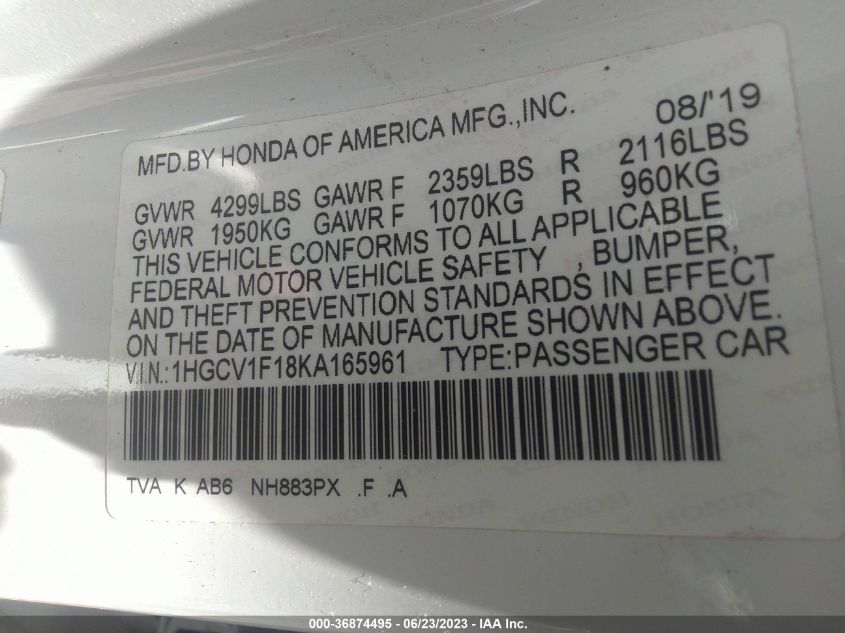 MFD.BY HONDA OF AMERICA MFG.,INC. 08/'19
GVWR 4299LBS GAWR F 2359LBS R 2116LBS
GVWR 1950KG GAWR F 1070KG R 960KG
THIS VEHICLE CONFORMS TO ALL APPLICABLE
FEDERAL MOTOR VEHICLE SAFETY , BUMPER,
AND THEFT PREVENTION STANDARDS IN EFFECT
ON THE DATE OF MANUFACTURE SHOWN ABOVE.
V.I.N.:1HGCV1F18KA165961 TYPE:PASSENGER CAR
TVA K AB6 NH883PX .F .A
000-36874495 - 06/23/2023 - IAA Inc.